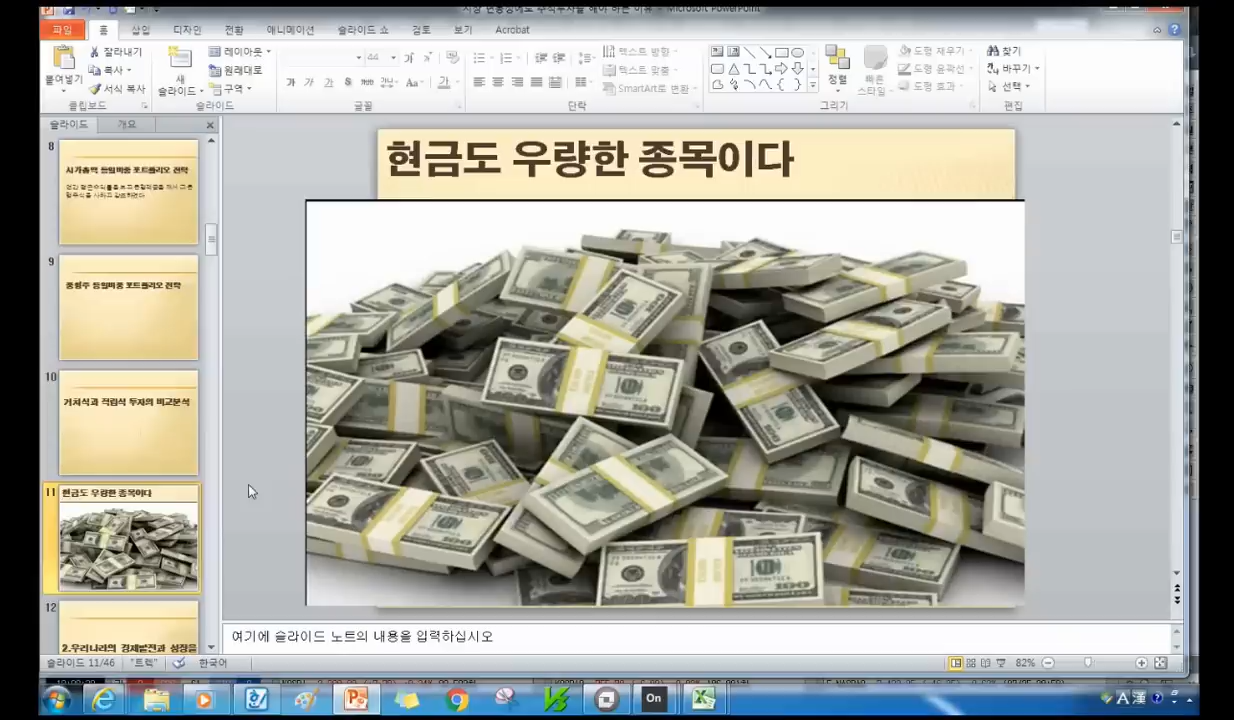 Microsoft PowerPoint
파일 홈 삽입 디자인 전환 애니메이션 슬라이드 쇼 검토 보기 Acrobat
잘라내기
복사
서식 복사
붙여넣기
클립보드
새 슬라이드
레이아웃
원래대로
구역
슬라이드
44
글꼴
텍스트 방향
텍스트 맞춤
SmartArt로 변환
단락
정렬
빠른 스타일
도형 채우기
도형 윤곽선
도형 효과
그리기
찾기
바꾸기
선택
편집
슬라이드 개요
8
시가총액 동일비중 포트폴리오 전략
9
동일비중 포트폴리오 전략
10
거치식과 적립식 투자의 비교분석
11
현금도 우량한 종목이다
12
2.우리나라의 경제발전과 성장을
현금도 우량한 종목이다
100
여기에 슬라이드 노트의 내용을 입력하십시오
슬라이드 11/46 "트렉" 한국어 82%
On
A 漢